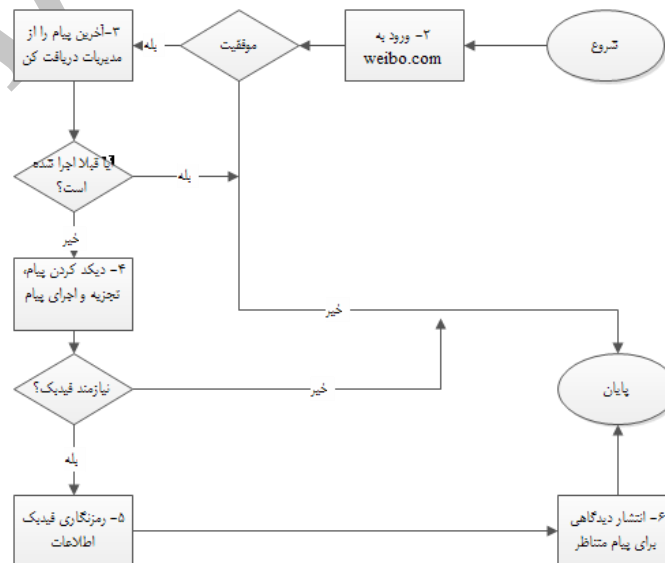 شروع
۲- ورود به
weibo.com
موفقیت
بله
۳-آخرین پیام را از
مدیریات دریافت کن
آیا قبلا اجرا شده
است؟
بله
خیر
۴- دیکد کردن پیام،
تجزیه و اجرای پیام
خیر
نیازمند فیدبک؟
خیر
پایان
بله
۵- رمزنگاری فیدبک
اطلاعات
۶- انتشار دیدگاهی
برای پیام متناظر